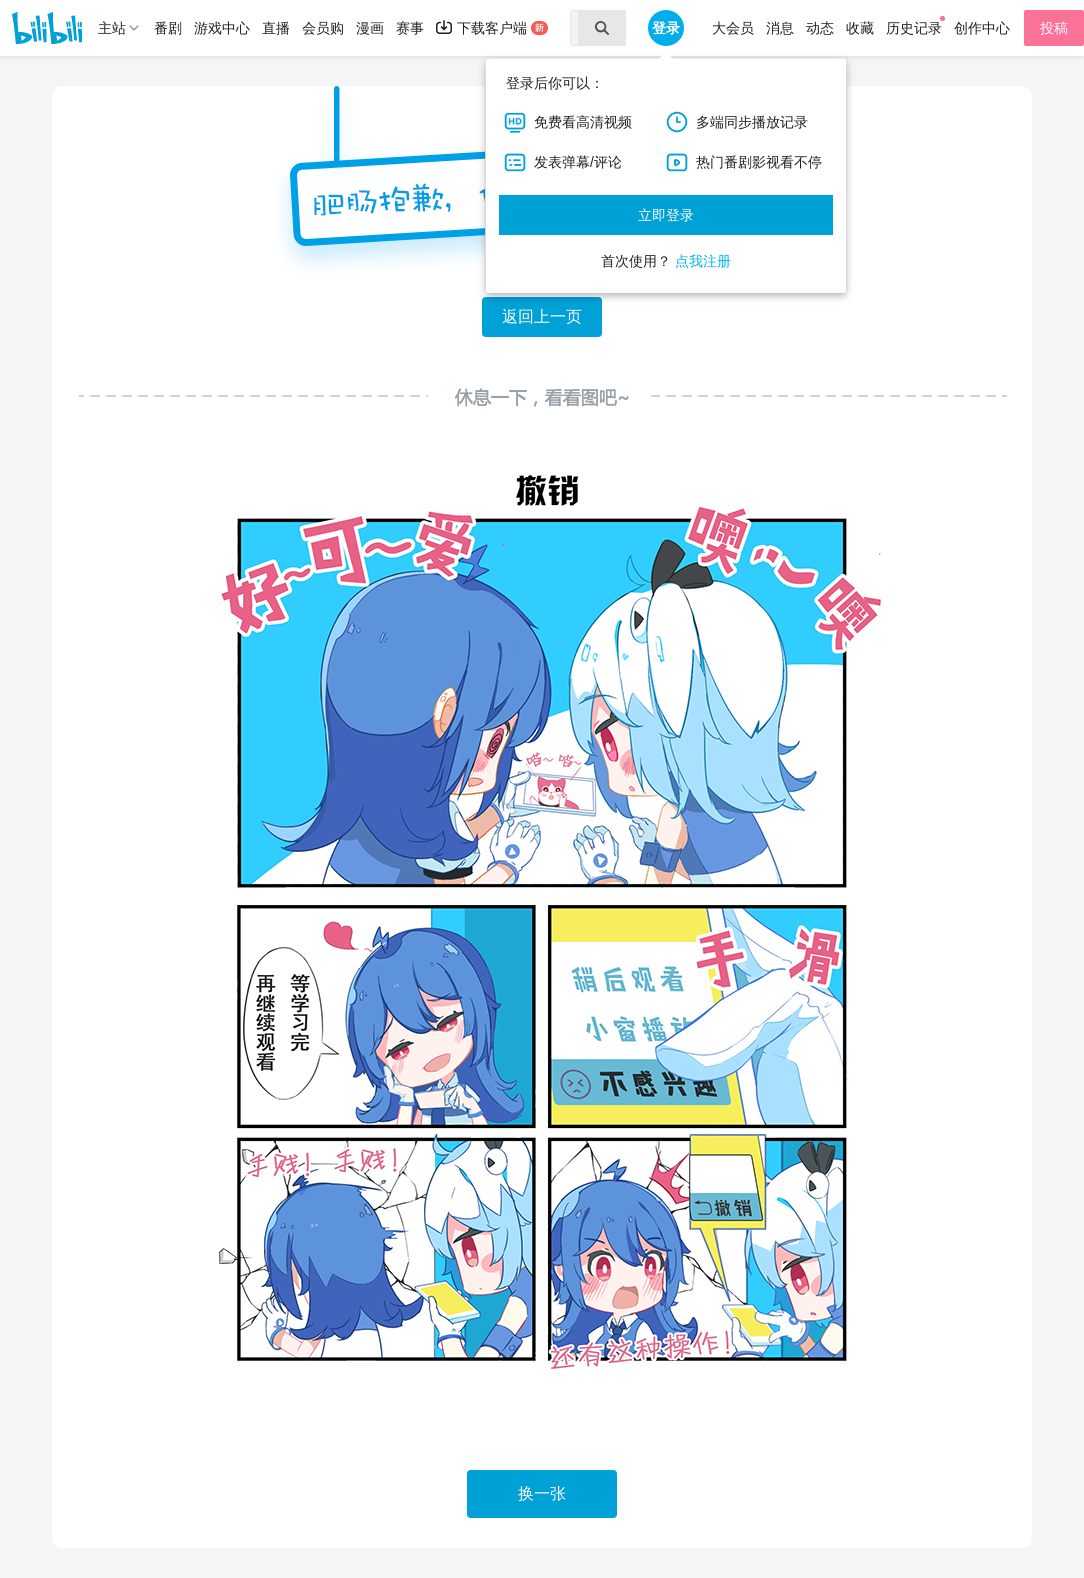 bilibili 主站 番剧 游戏中心 直播 会员购 漫画 赛事 下载客户端 新 登录 大会员 消息 动态 收藏 历史记录 创作中心 投稿
登录后你可以：
HD 免费看高清视频 多端同步播放记录
发表弹幕/评论 热门番剧影视看不停
肥肠抱歉，
立即登录
首次使用？ 点我注册
返回上一页
休息一下，看看图吧~
撤销
好~可~爱
噢~噢
喵~ 喵~
等学习完
再继续观看
手滑
稍后观看
小窗播放
不感兴趣
手贱！ 手贱！
撤销
还有这种操作！
换一张